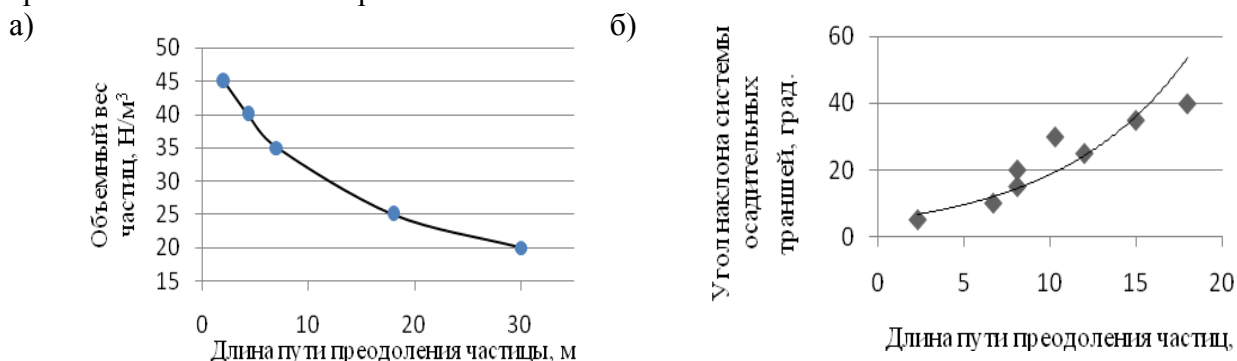 а)
б)
Объемный вес
частиц, Н/м³
50
45
40
35
30
25
20
15
0
10
20
30
Длина пути преодоления частицы, м
Угол наклона системы
осадительных
траншей, град.
60
40
20
0
0
5
10
15
20
Длина пути преодоления частиц,